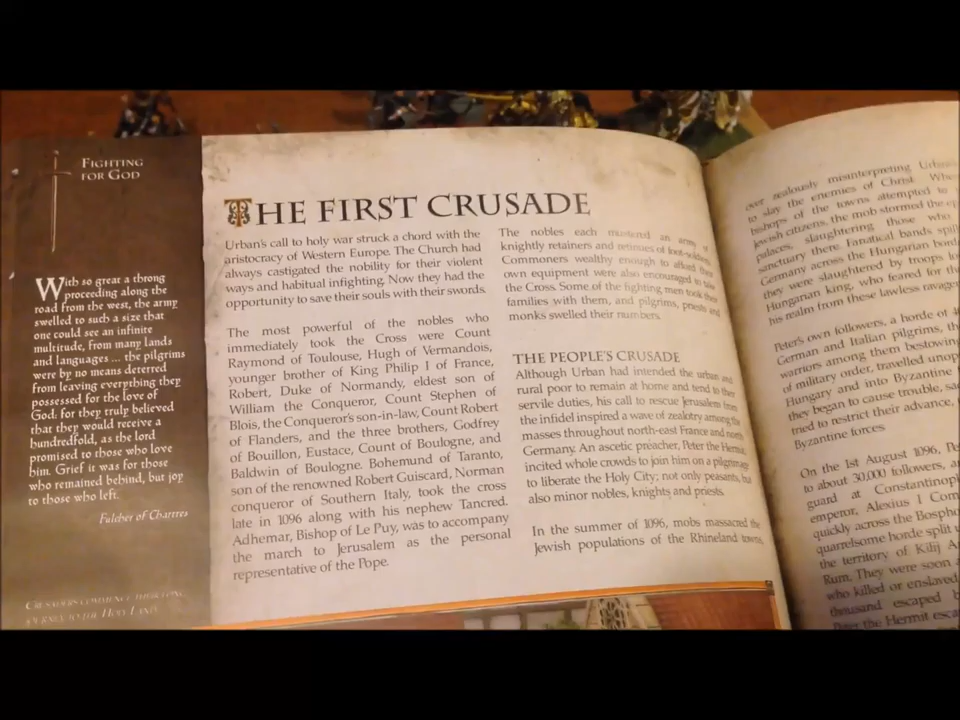 FIGHTING
FOR GOD
With so great a throng
proceeding along the
road from the west, the army
swelled to such a size that
one could see an infinite
multitude, from many lands
and languages ... the pilgrims
were by no means deterred
from leaving everything they
possessed for the love of
God: for they truly believed
that they would receive a
hundredfold, as the lord
promised to those who love
him. Grief it was for those
who remained behind, but joy
to those who left.
Fulcher of Chartres
THE FIRST CRUSADE
Urban's call to holy war struck a chord with the
aristocracy of Western Europe. The Church had
always castigated the nobility for their violent
ways and habitual infighting. Now they had the
opportunity to save their souls with their swords.
The most powerful of the nobles who
immediately took the Cross were Count
Raymond of Toulouse, Hugh of Vermandois,
younger brother of King Philip I of France,
Robert, Duke of Normandy, eldest son of
William the Conqueror, Count Stephen of
Blois, the Conqueror's son-in-law, Count Robert
of Flanders, and the three brothers, Godfrey
of Bouillon, Eustace, Count of Boulogne, and
Baldwin of Boulogne. Bohemund of Taranto,
son of the renowned Robert Guiscard, Norman
conqueror of Southern Italy, took the cross
late in 1096 along with his nephew Tancred.
Adhemar, Bishop of Le Puy, was to accompany
the march to Jerusalem as the personal
representative of the Pope.
The nobles each mustered an army of
knightly retainers and retinues of foot-soldiers.
Commoners wealthy enough to afford their
own equipment were also encouraged to take
the Cross. Some of the fighting men took their
families with them, and pilgrims, priests and
monks swelled their numbers.
THE PEOPLE'S CRUSADE
Although Urban had intended the urban and
rural poor to remain at home and tend to their
servile duties, his call to rescue Jerusalem from
the infidel inspired a wave of zealotry among the
masses throughout north-east France and north
Germany. An ascetic preacher, Peter the Hermit,
incited whole crowds to join him on a pilgrimage
to liberate the Holy City; not only peasants, but
also minor nobles, knights and priests.
In the summer of 1096, mobs massacred the
Jewish populations of the Rhineland towns,
over zealously misinterpreting Urban's
to slay the enemies of Christ. When
bishops of the towns attempted to
Jewish citizens, the mob stormed the
palaces, slaughtering those who
sanctuary there. Fanatical bands
Germany across the Hungarian
they were slaughtered by troops
Hungarian king, who feared for the
his realm from these lawless
Peter's own followers, a horde of
German and Italian pilgrims, the
warriors among them
of military order, travelled
Hungary and into Byzantine
they began to cause trouble,
tried to restrict their advance,
Byzantine forces.
On the 1st August 1096,
to about 30,000 followers,
guard at
emperor, Alexius I
quickly across the
quarrelsome horde split
the territory of Kilij
Rum. They were soon
who killed or enslaved
thousand escaped
Peter the Hermit